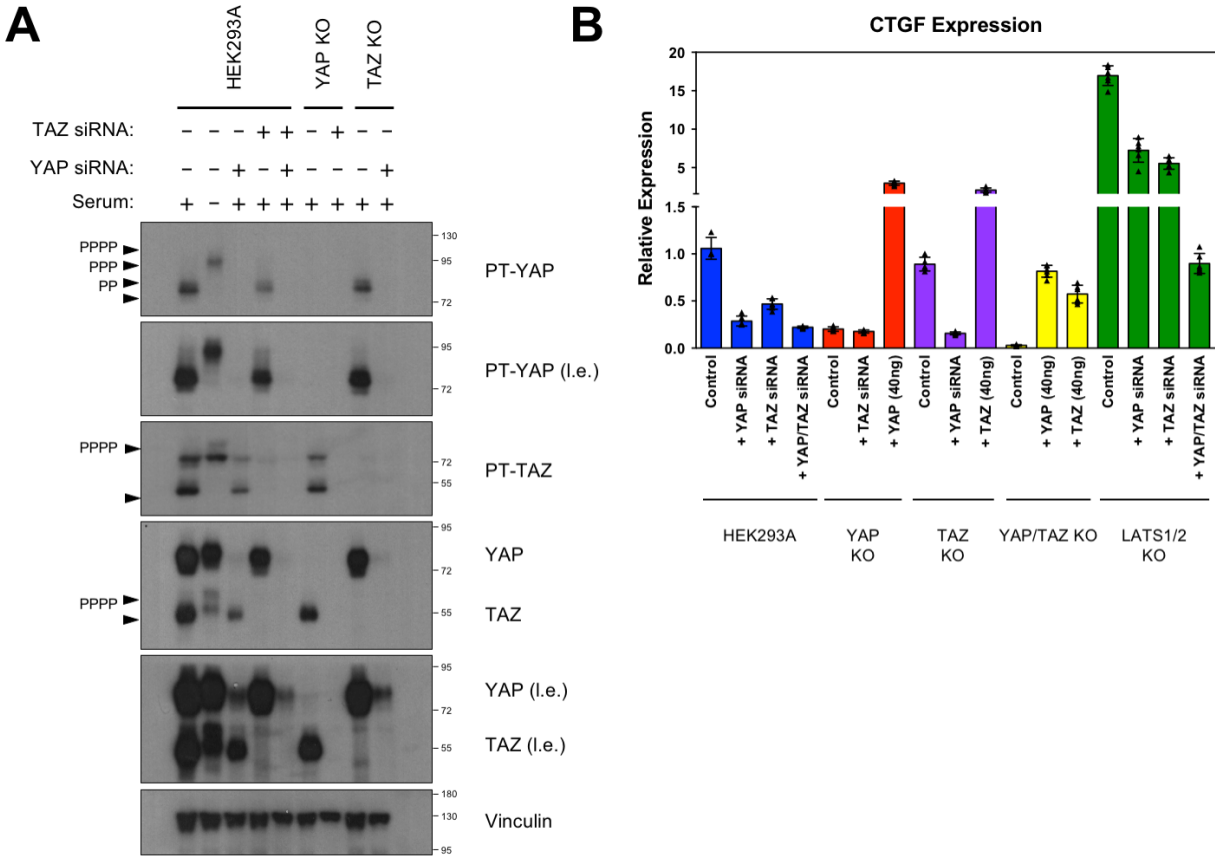 A
HEK293A
YAP KO
TAZ KO
TAZ siRNA: – – – + + – + – –
YAP siRNA: – – + – + – – – +
Serum: + – + + + + + + +
PPPP
PPP
PP
130
95
72
PT-YAP
95
72
PT-YAP (l.e.)
PPPP
72
55
PT-TAZ
95
YAP
72
PPPP
55
TAZ
95
YAP (l.e.)
72
55
TAZ (l.e.)
180
130
95
Vinculin
B
CTGF Expression
Relative Expression
20
15
10
5
1.5
1.0
0.5
0.0
Control
+ YAP siRNA
+ TAZ siRNA
+ YAP/TAZ siRNA
Control
+ TAZ siRNA
+ YAP (40ng)
Control
+ YAP siRNA
+ TAZ (40ng)
Control
+ YAP (40ng)
+ TAZ (40ng)
Control
+ YAP siRNA
+ TAZ siRNA
+ YAP/TAZ siRNA
HEK293A
YAP
KO
TAZ
KO
YAP/TAZ KO
LATS1/2
KO